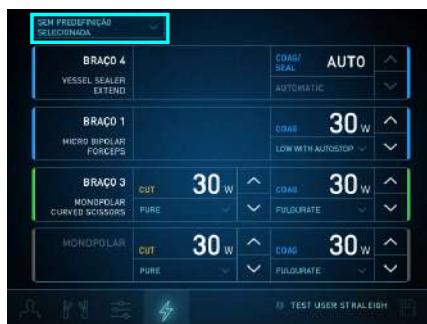 SEM PREDEFINIÇÃO
SELECIONADA
BRAÇO 4
VESSEL SEALER
EXTEND
COAG/
SEAL
AUTO
AUTOMATIC
BRAÇO 1
MICRO BIPOLAR
FORCEPS
COAG
30 W
LOW WITH AUTOSTOP
BRAÇO 3
MONOPOLAR
CURVED SCISSORS
CUT
30 W
PURE
COAG
30 W
FULGURATE
MONOPOLAR
CUT
30 W
PURE
COAG
30 W
FULGURATE
TEST USER STRALEIGH